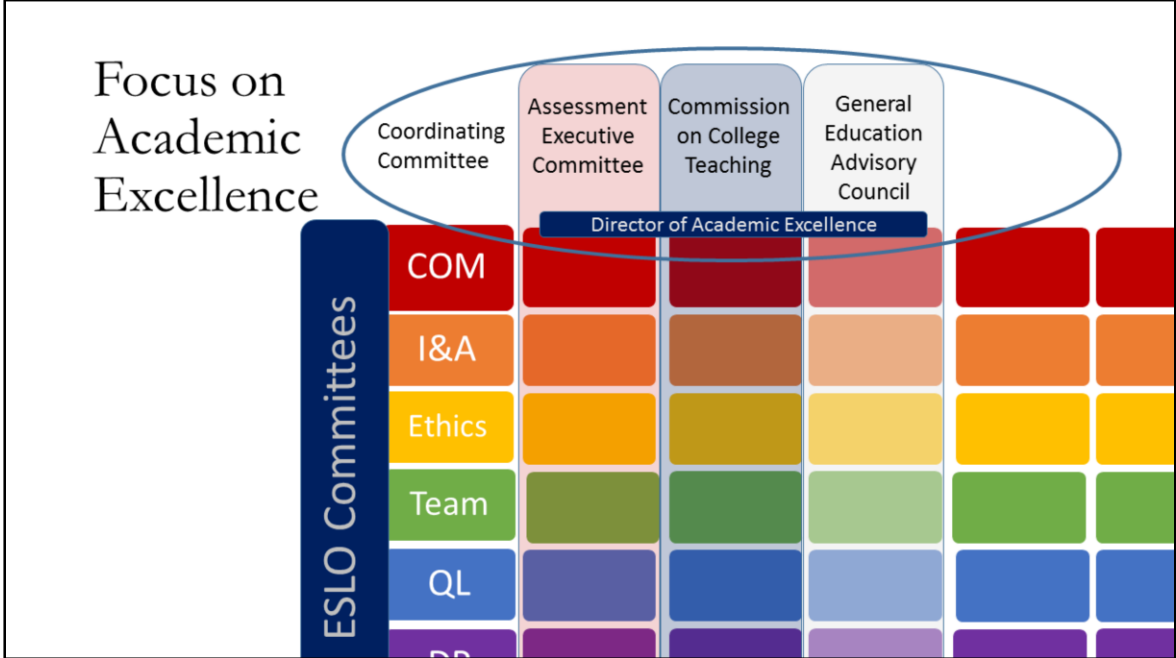 Focus on
Academic
Excellence
Coordinating
Committee
Assessment
Executive
Committee
Commission
on College
Teaching
General
Education
Advisory
Council
Director of Academic Excellence
ESLO Committees
COM
I&A
Ethics
Team
QL